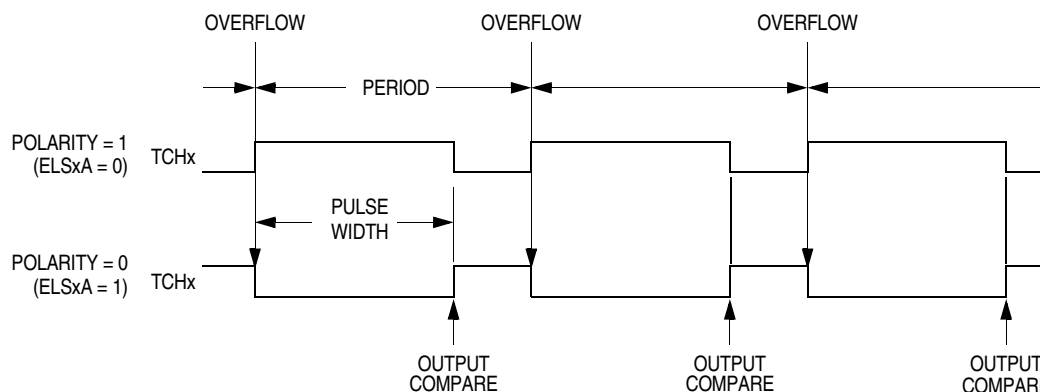 OVERFLOW OVERFLOW OVERFLOW
PERIOD
POLARITY = 1
(ELSxA = 0)
TCHx
PULSE
WIDTH
POLARITY = 0
(ELSxA = 1)
TCHx
OUTPUT
COMPARE
OUTPUT
COMPARE
OUTPUT
COMPARE